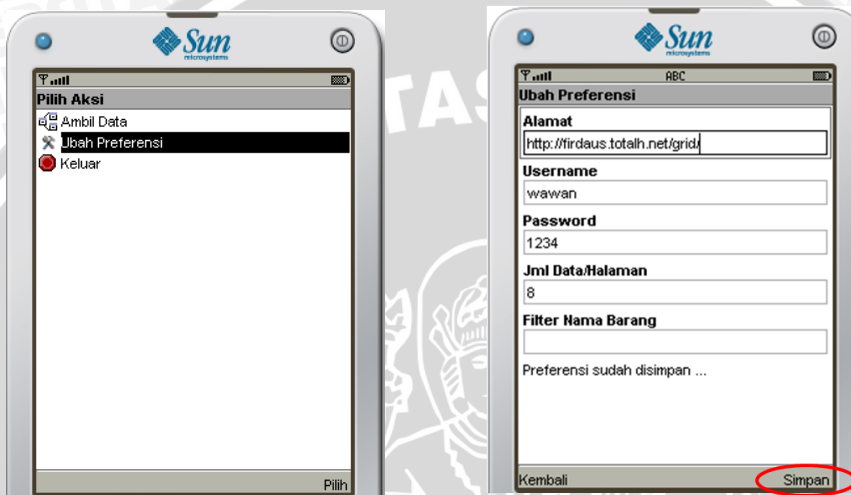 Sun
microsystems
Pilih Aksi
Ambil Data
Ubah Preferensi
Keluar
Pilih
Sun
microsystems
ABC
Ubah Preferensi
Alamat
http://firdaus.totalh.net/grid/
Username
wawan
Password
1234
Jml Data/Halaman
8
Filter Nama Barang
Preferensi sudah disimpan ...
Kembali
Simpan
TAS